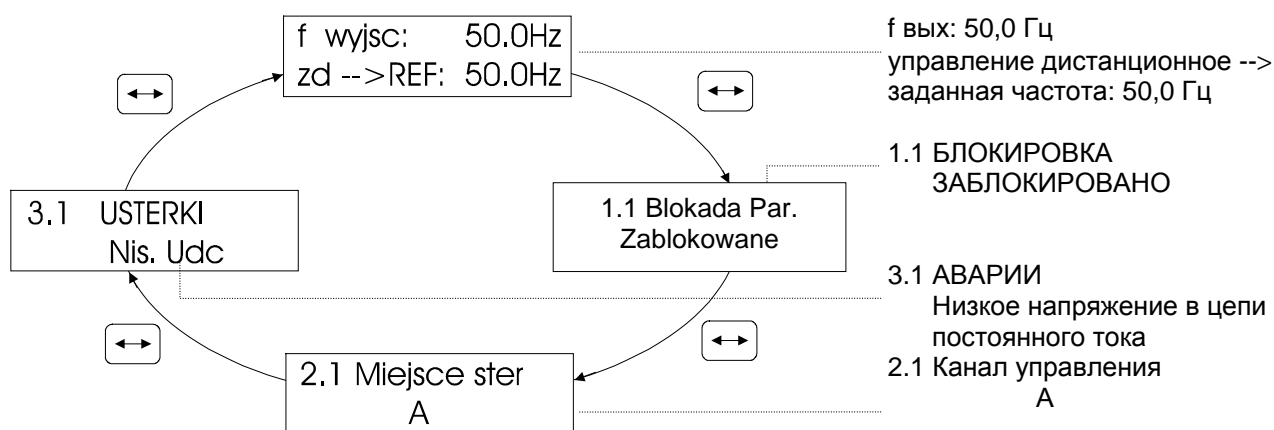 f wyjsc: 50.0Hz
zd -->REF: 50.0Hz
f вых: 50,0 Гц
управление дистанционное -->
заданная частота: 50,0 Гц
1.1 БЛОКИРОВКА
ЗАБЛОКИРОВАНО
3.1 USTERKI
Nis. Udc
1.1 Blokada Par.
Zablokowane
3.1 АВАРИИ
Низкое напряжение в цепи
постоянного тока
2.1 Miejsce ster
A
2.1 Канал управления
А